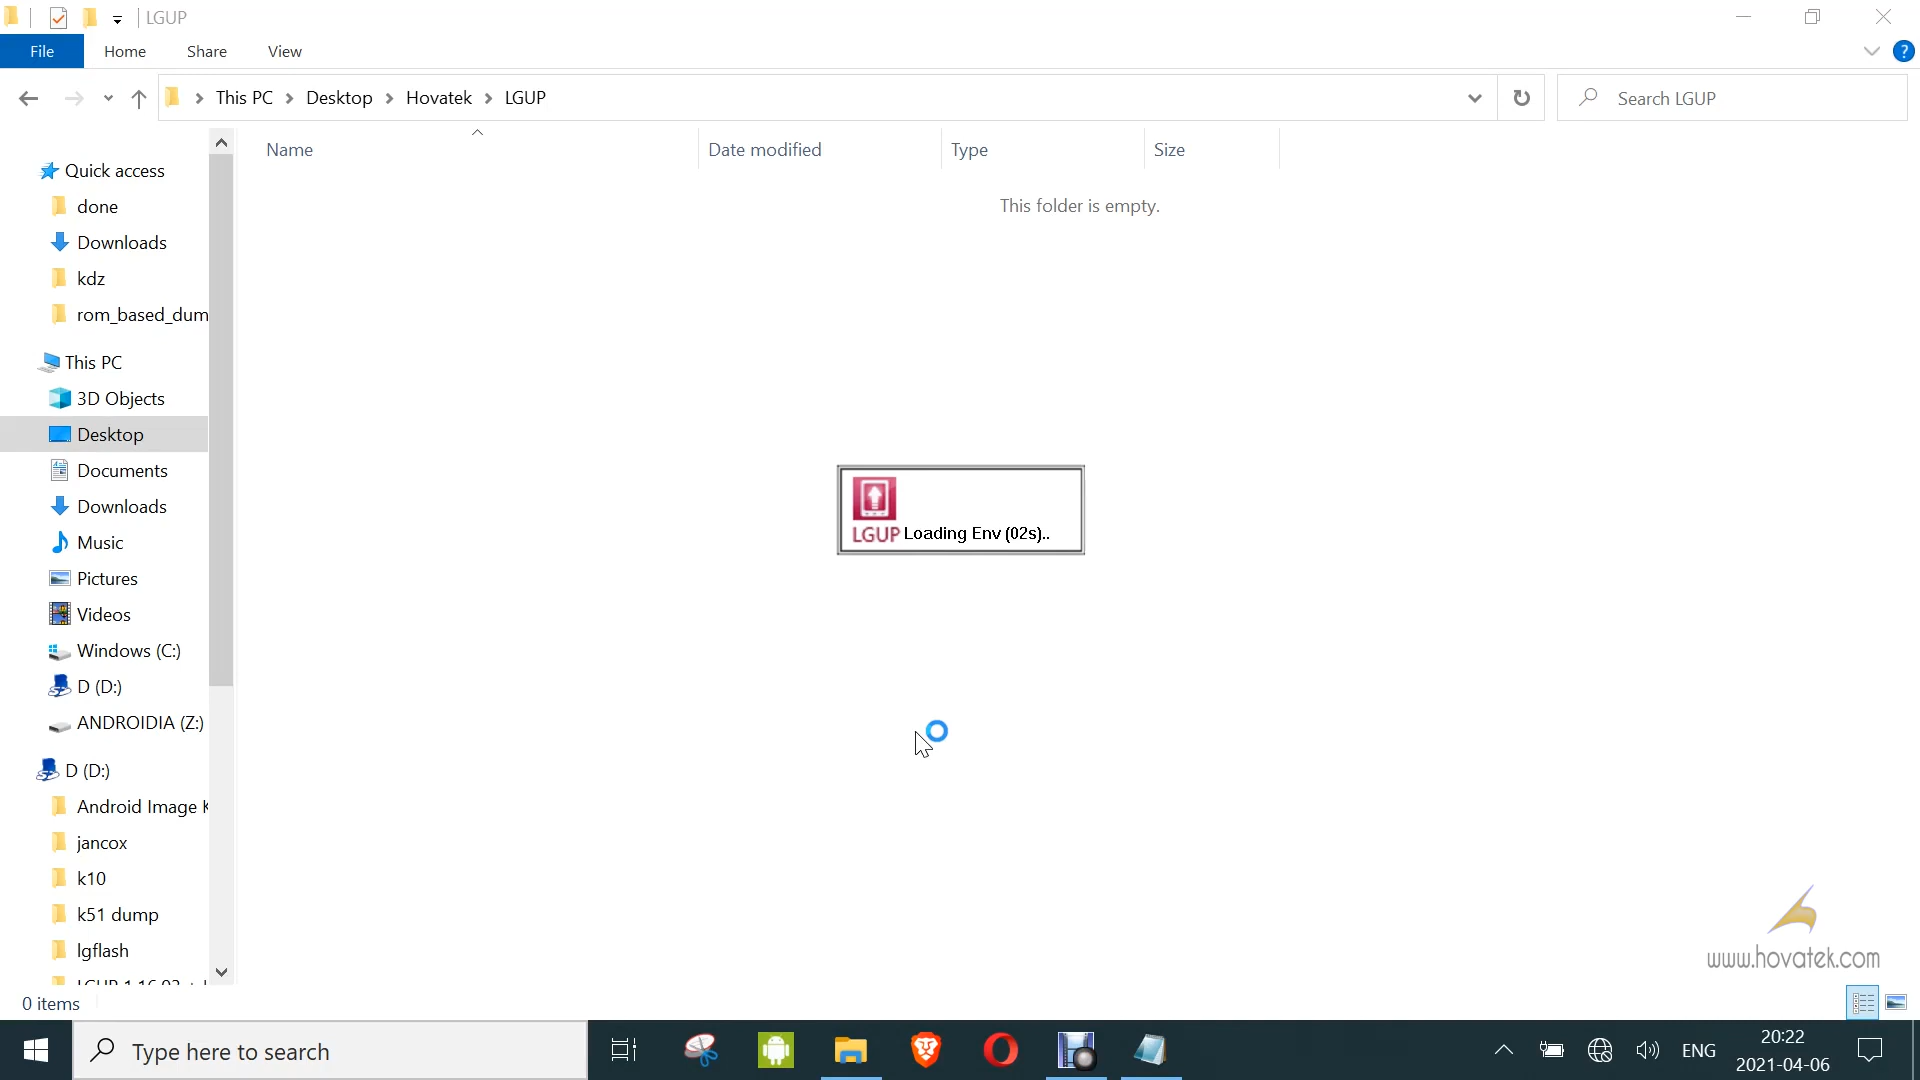 LGUP
File Home Share View
This PC Desktop Hovatek LGUP
Search LGUP
Name Date modified Type Size
This folder is empty.
Quick access
done
Downloads
kdz
rom_based_dum
This PC
3D Objects
Desktop
Documents
Downloads
Music
Pictures
Videos
Windows (C:)
D (D:)
ANDROIDIA (Z:)
D (D:)
Android Image K
jancox
k10
k51 dump
lgflash
LGUP Loading Env (02s)..
www.hovatek.com
0 items
Type here to search
ENG
20:22
2021-04-06